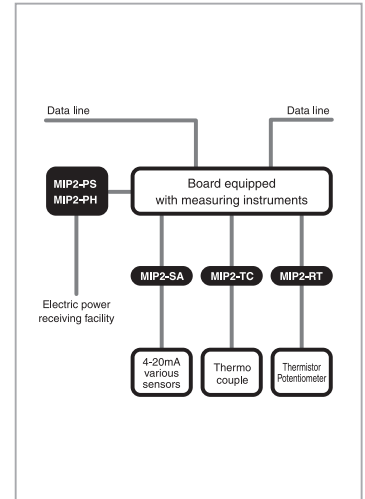 Data line
Data line
MIP2-PS
MIP2-PH
Board equipped
with measuring instruments
MIP2-SA
MIP2-TC
MIP2-RT
Electric power
receiving facility
4-20mA
various
sensors
Thermo
couple
Thermistor
Potentiometer